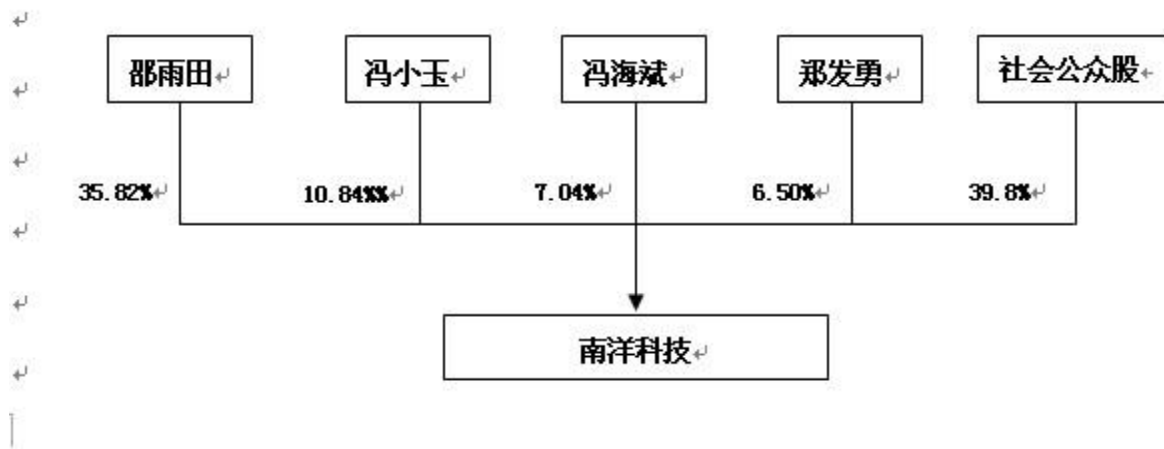 邵雨田
冯小玉
冯海斌
郑发勇
社会公众股
35.82%
10.84%%
7.04%
6.50%
39.8%
南洋科技